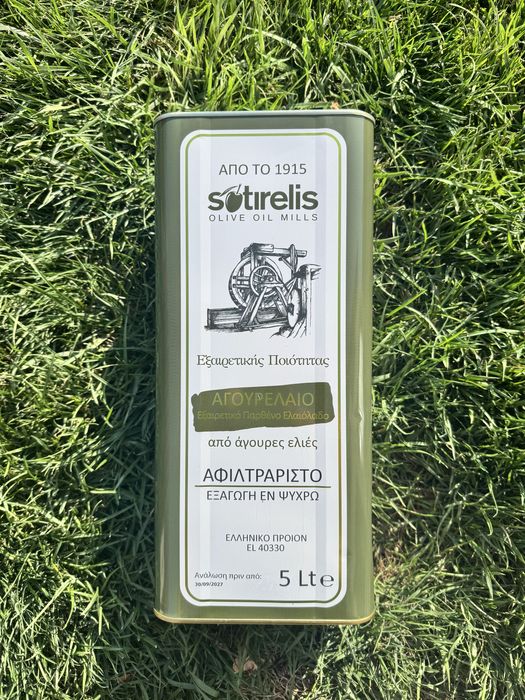 ΑΠΟ ΤΟ 1915
sotirelis
OLIVE OIL MILLS
Εξαιρετικής Ποιότητας
ΑΓΟΥΡΕΛΑΙΟ
Εξαιρετικό Παρθένο Ελαιόλαδο
από άγουρες ελιές
ΑΦΙΛΤΡΑΡΙΣΤΟ
ΕΞΑΓΩΓΗ ΕΝ ΨΥΧΡΩ
ΕΛΛΗΝΙΚΟ ΠΡΟΙΟΝ
EL 40330
Ανάλωση πριν από: 5 Lt e
30/09/2027